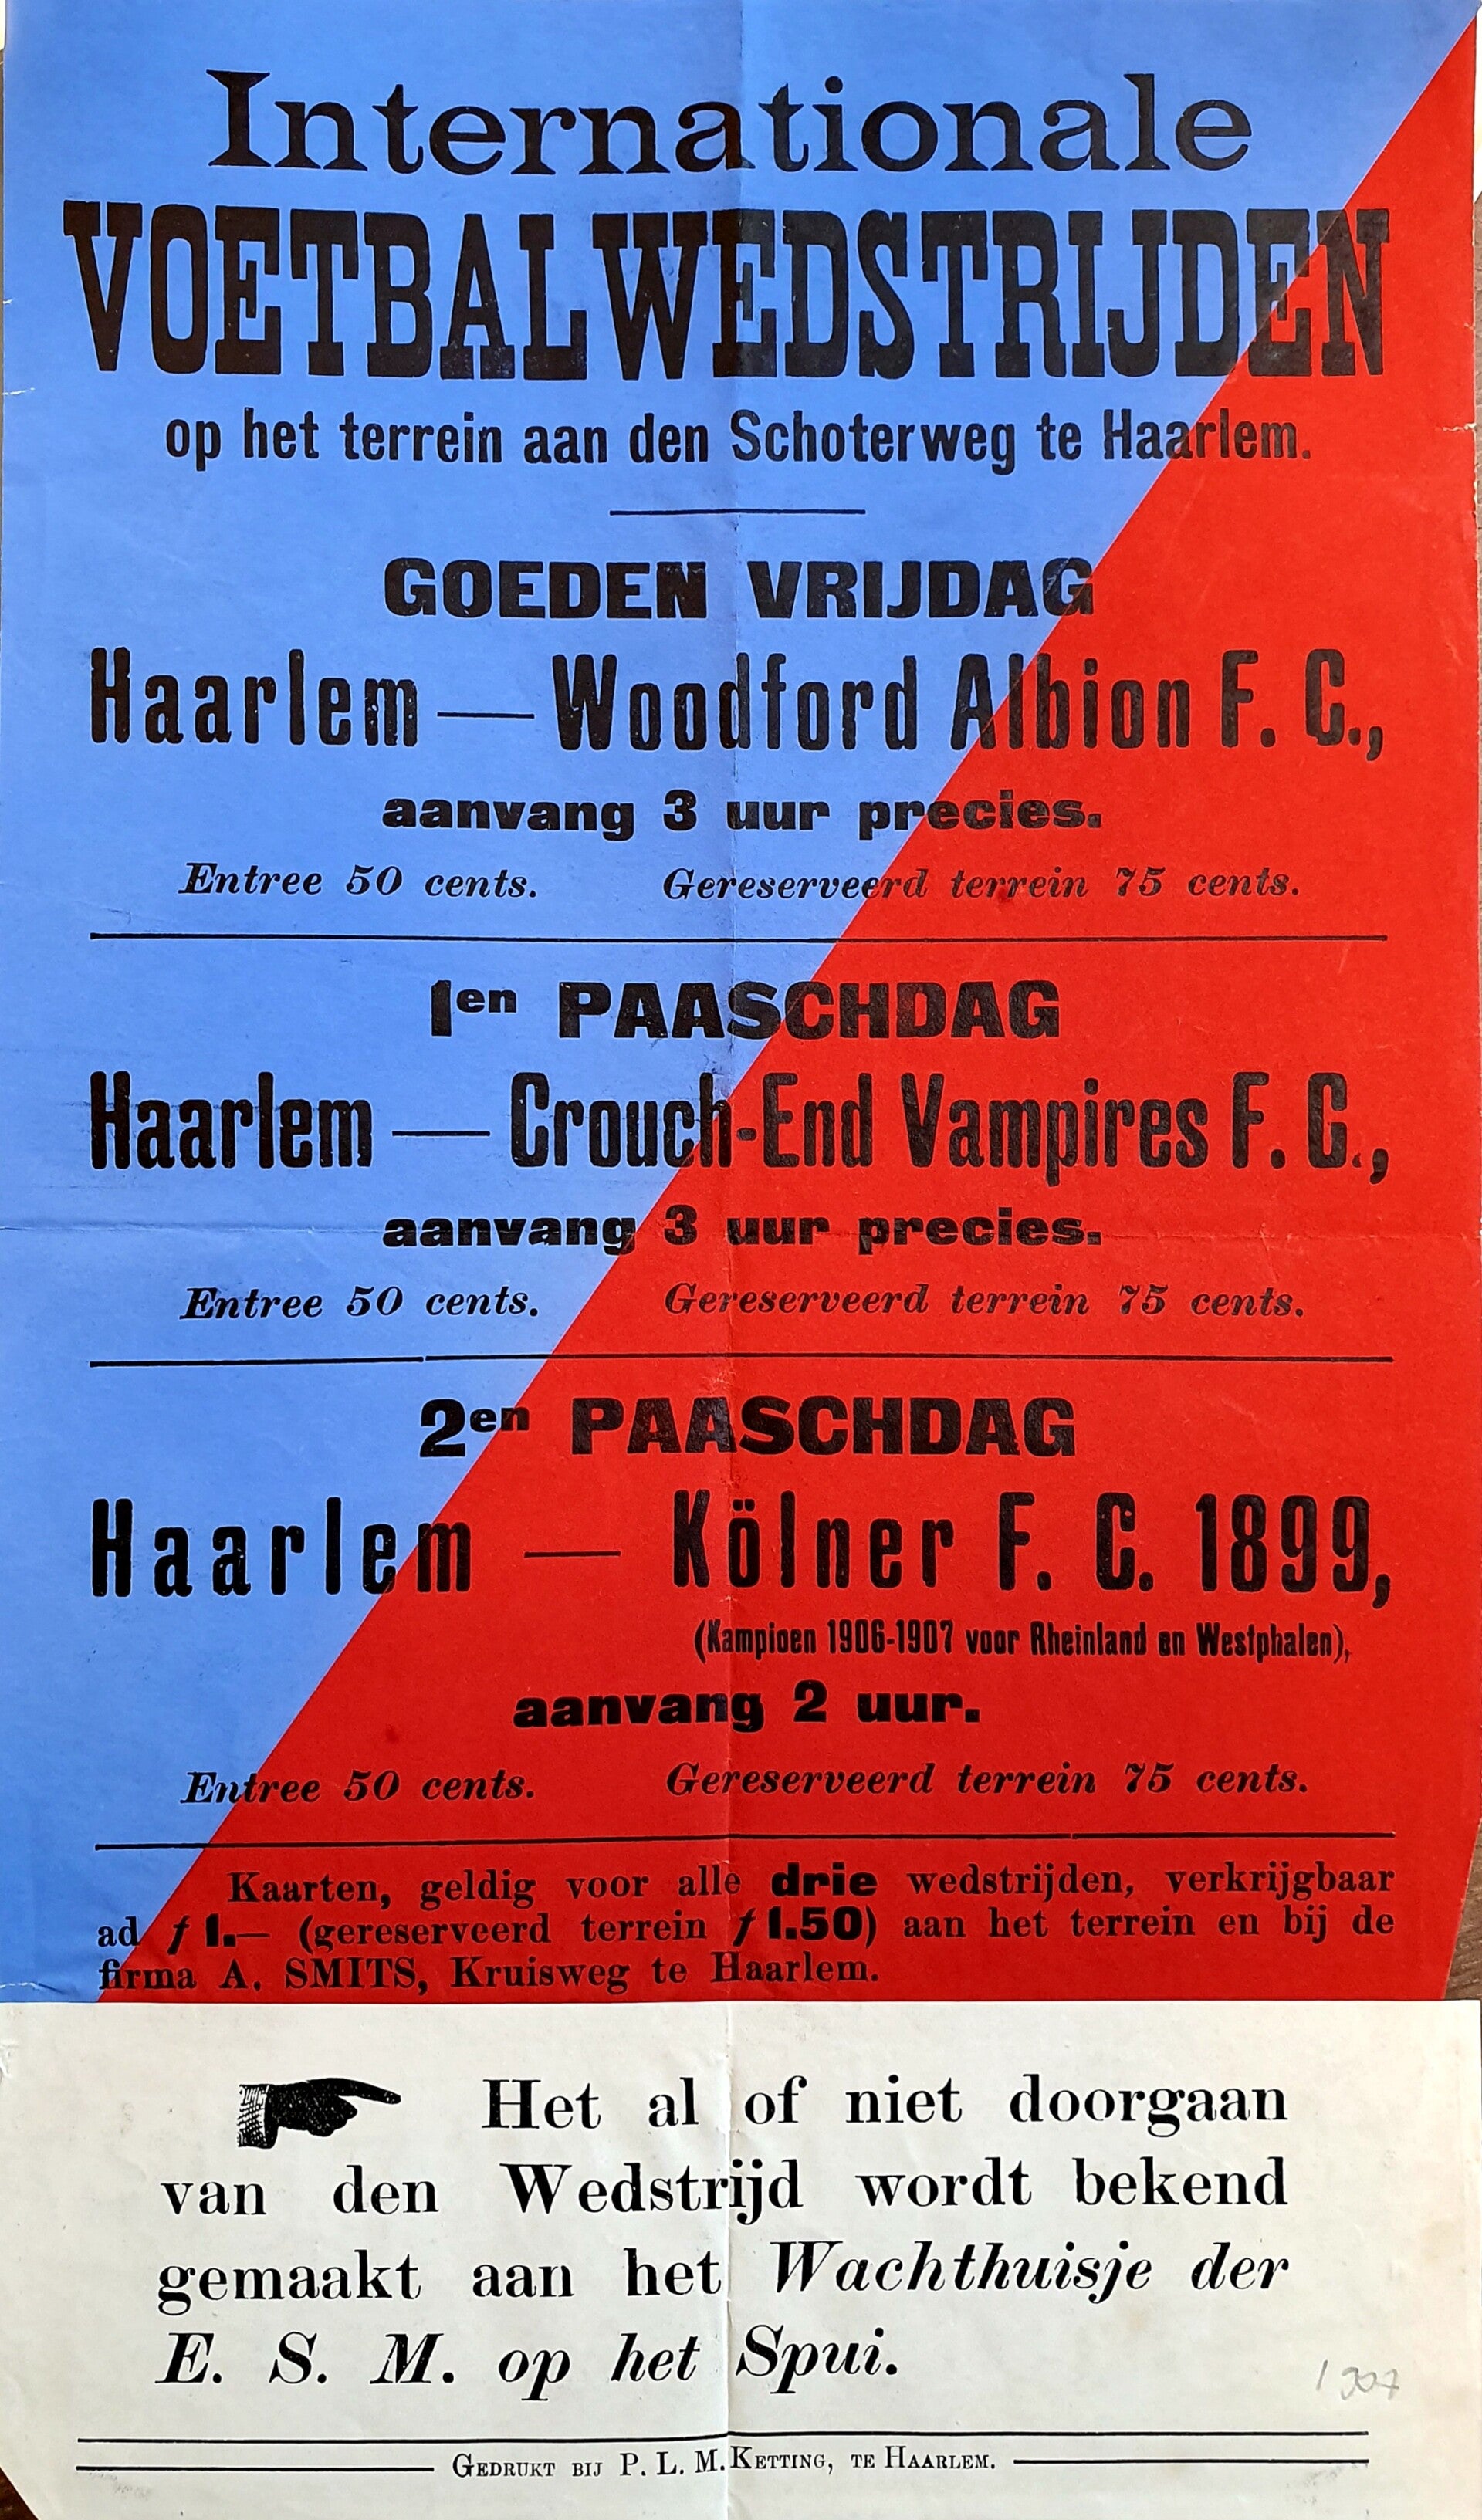 Internationale
VOETBALWEDSTRIJDEN
op het terrein aan den Schoterweg te Haarlem.
GOEDEN VRIJDAG
Haarlem — Woodford Albion F. C.,
aanvang 3 uur precies.
Entree 50 cents. Gereserveerd terrein 75 cents.
1en PAASCHDAG
Haarlem — Crouch-End Vampires F. C.,
aanvang 3 uur precies.
Entree 50 cents. Gereserveerd terrein 75 cents.
2en PAASCHDAG
Haarlem — Kölner F. C. 1899,
(Kampioen 1906-1907 voor Rheinland en Westphalen),
aanvang 2 uur.
Entree 50 cents. Gereserveerd terrein 75 cents.
Kaarten, geldig voor alle drie wedstrijden, verkrijgbaar
ad f 1.— (gereserveerd terrein f 1.50) aan het terrein en bij de
firma A. SMITS, Kruisweg te Haarlem.
Het al of niet doorgaan
van den Wedstrijd wordt bekend
gemaakt aan het Wachthuisje der
E. S. M. op het Spui.
1907
GEDRUKT BIJ P. L. M. KETTING, TE HAARLEM.